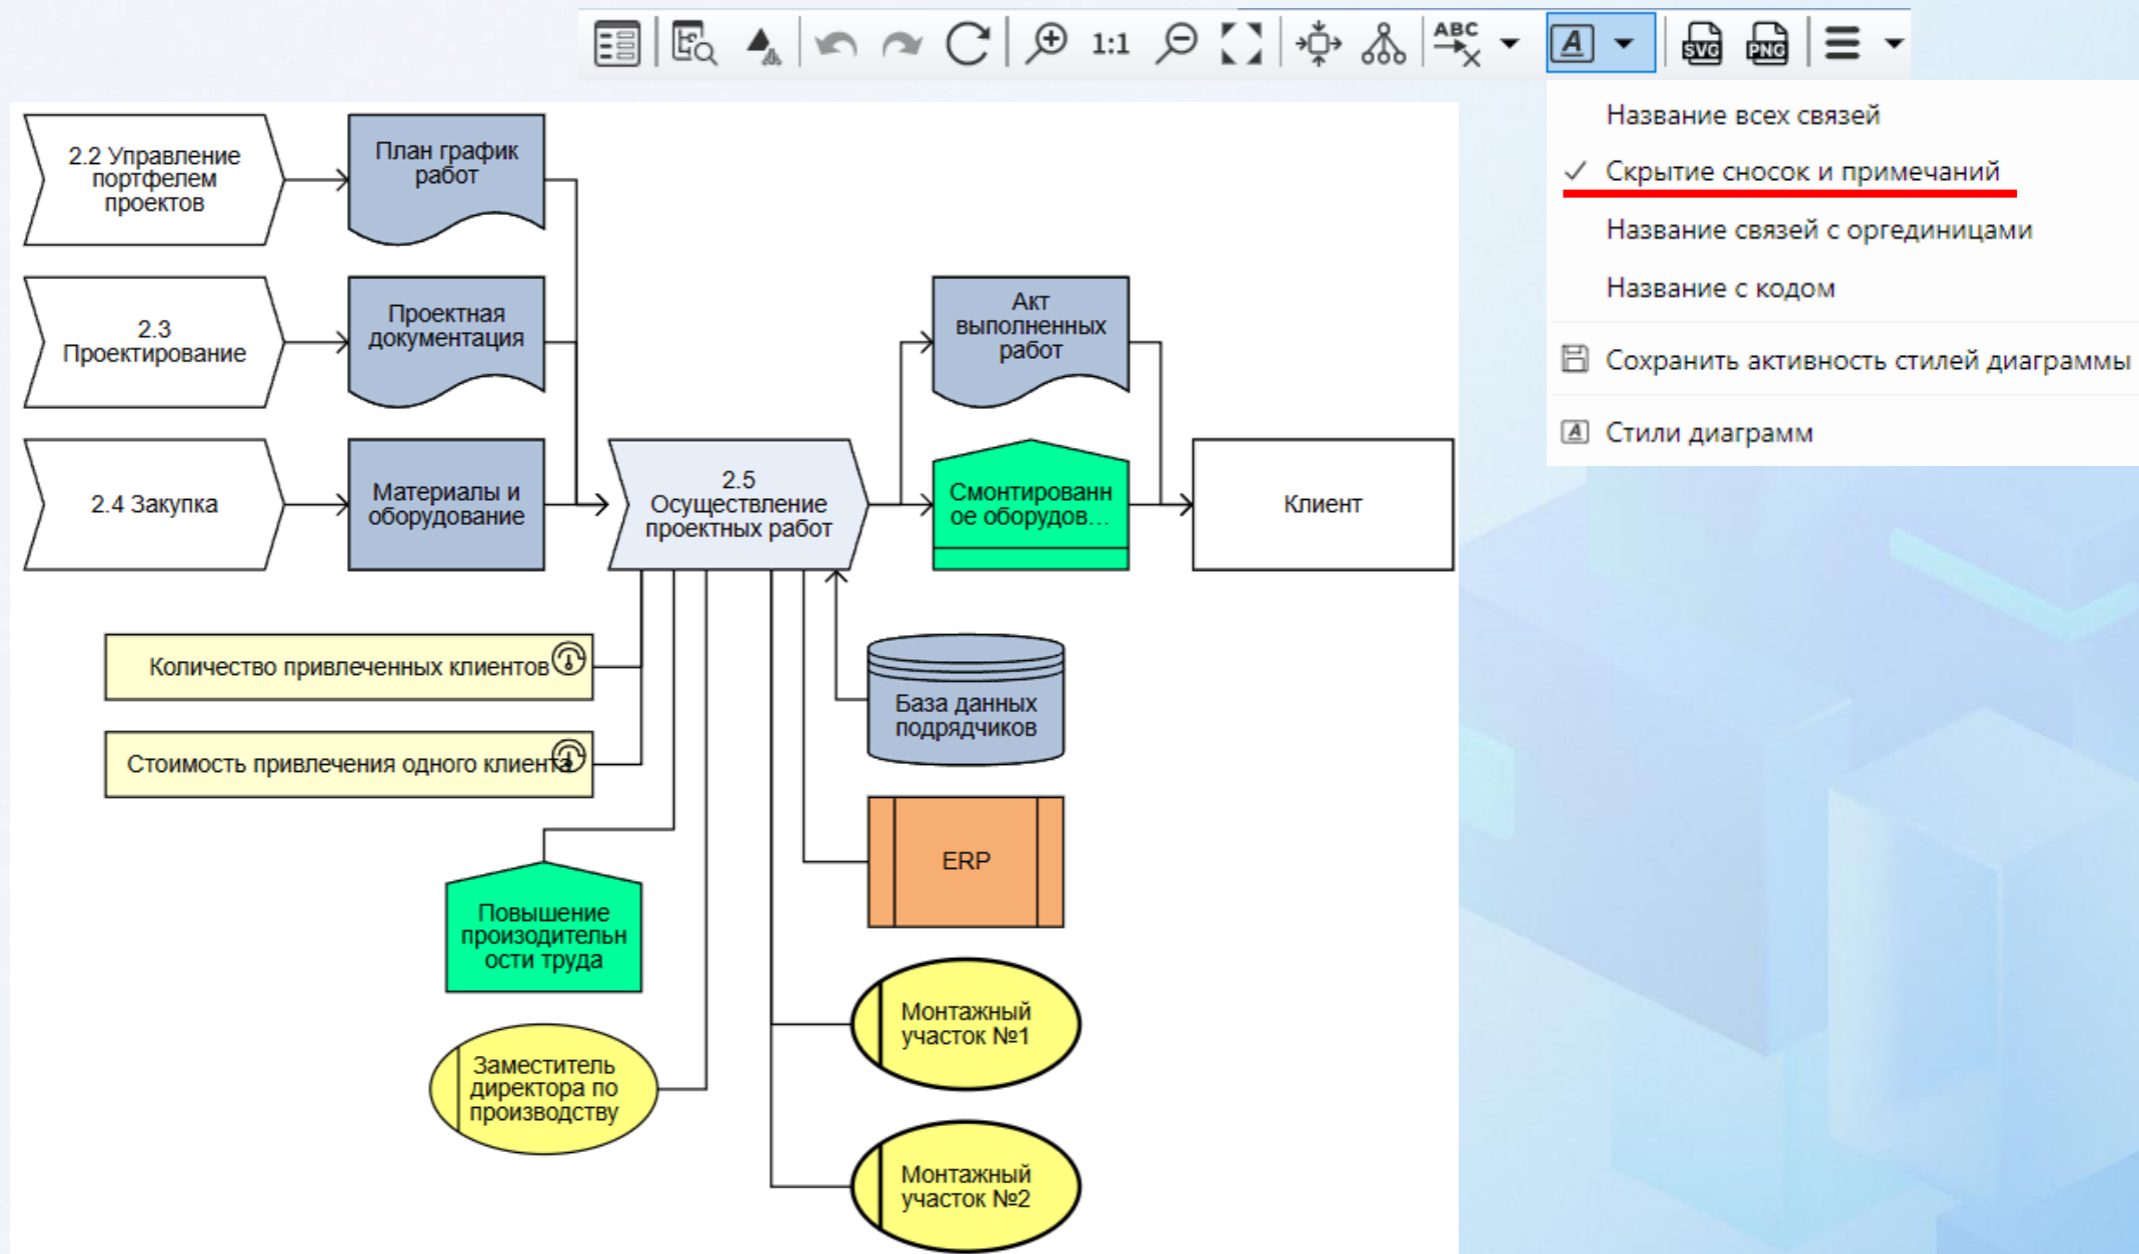 1:1
ABC
A
SVG
PNG
Название всех связей
Скрытие сносок и примечаний
Название связей с оргединицами
Название с кодом
Сохранить активность стилей диаграммы
A
Стили диаграмм
2.2 Управление
портфелем
проектов
План график
работ
2.3
Проектирование
Проектная
документация
2.4 Закупка
Материалы и
оборудование
2.5
Осуществление
проектных работ
Акт
выполненных
работ
Смонтированн
ое оборудов...
Клиент
Количество привлеченных клиентов
Стоимость привлечения одного клиента
База данных
подрядчиков
ERP
Повышение
произодительн
ости труда
Заместитель
директора по
производству
Монтажный
участок №1
Монтажный
участок №2